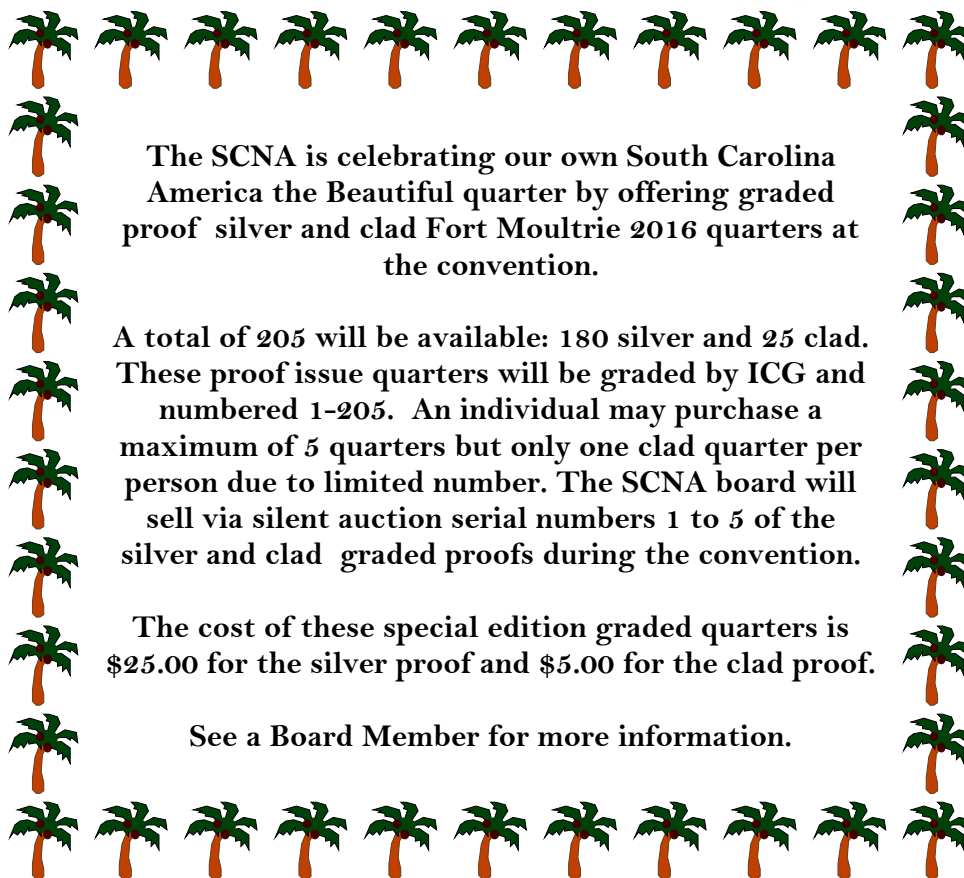 The SCNA is celebrating our own South Carolina
America the Beautiful quarter by offering graded
proof  silver and clad Fort Moultrie 2016 quarters at
the convention.
A total of 205 will be available: 180 silver and 25 clad.
These proof issue quarters will be graded by ICG and
numbered 1-205.  An individual may purchase a
maximum of 5 quarters but only one clad quarter per
person due to limited number. The SCNA board will
sell via silent auction serial numbers 1 to 5 of the
silver and clad  graded proofs during the convention.
The cost of these special edition graded quarters is
$25.00 for the silver proof and $5.00 for the clad proof.
See a Board Member for more information.